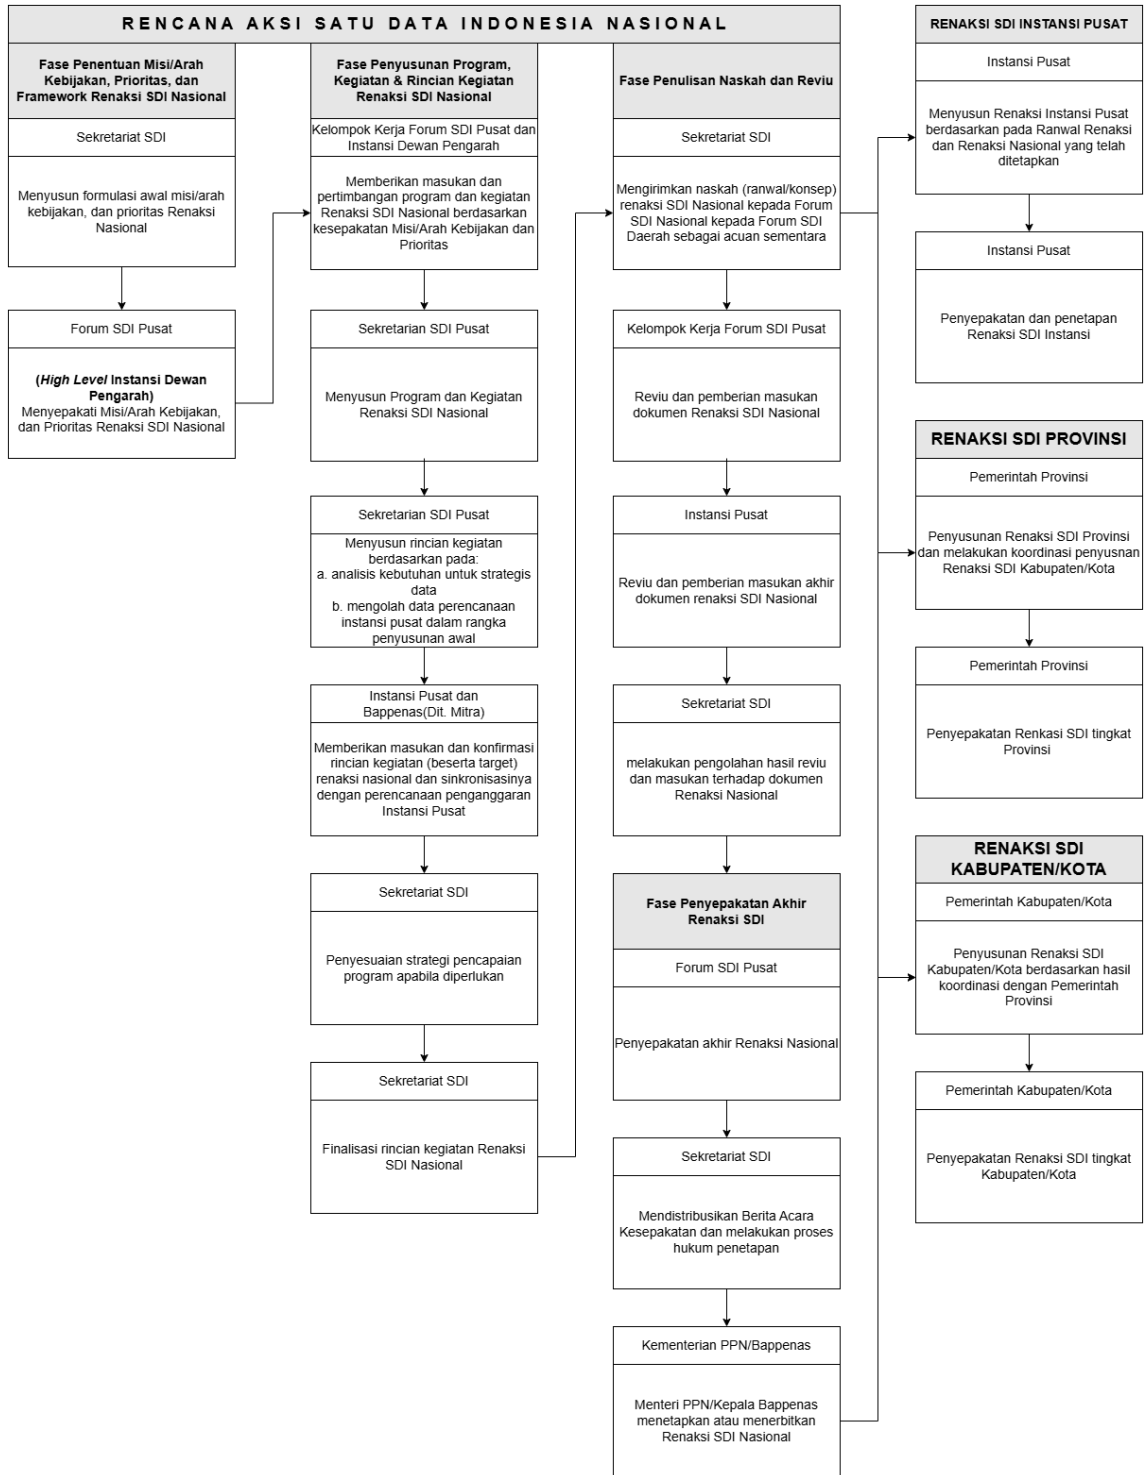 RENCANA AKSI SATU DATA INDONESIA NASIONAL
Fase Penentuan Misi/Arah
Kebijakan, Prioritas, dan
Framework Renaksi SDI Nasional
Sekretariat SDI
Menyusun formulasi awal misi/arah
kebijakan, dan prioritas Renaksi
Nasional
Forum SDI Pusat
(High Level Instansi Dewan
Pengarah)
Menyepakati Misi/Arah Kebijakan,
dan Prioritas Renaksi SDI Nasional
Fase Penyusunan Program,
Kegiatan & Rincian Kegiatan
Renaksi SDI Nasional
Kelompok Kerja Forum SDI Pusat dan
Instansi Dewan Pengarah
Memberikan masukan dan
pertimbangan program dan kegiatan
Renaksi SDI Nasional berdasarkan
kesepakatan Misi/Arah Kebijakan dan
Prioritas
Sekretarian SDI Pusat
Menyusun Program dan Kegiatan
Renaksi SDI Nasional
Sekretarian SDI Pusat
Menyusun rincian kegiatan
berdasarkan pada:
a. analisis kebutuhan untuk strategis
data
b. mengolah data perencanaan
instansi pusat dalam rangka
penyusunan awal
Instansi Pusat dan
Bappenas(Dit. Mitra)
Memberikan masukan dan konfirmasi
rincian kegiatan (beserta target)
renaksi nasional dan sinkronisasinya
dengan perencanaan penganggaran
Instansi Pusat
Sekretariat SDI
Penyesuaian strategi pencapaian
program apabila diperlukan
Sekretariat SDI
Finalisasi rincian kegiatan Renaksi
SDI Nasional
Fase Penulisan Naskah dan Reviu
Sekretariat SDI
Mengirimkan naskah (ranwal/konsep)
renaksi SDI Nasional kepada Forum
SDI Nasional kepada Forum SDI
Daerah sebagai acuan sementara
Kelompok Kerja Forum SDI Pusat
Reviu dan pemberian masukan
dokumen Renaksi SDI Nasional
Instansi Pusat
Reviu dan pemberian masukan akhir
dokumen renaksi SDI Nasional
Sekretariat SDI
melakukan pengolahan hasil reviu
dan masukan terhadap dokumen
Renaksi Nasional
Fase Penyepakatan Akhir
Renaksi SDI
Forum SDI Pusat
Penyepakatan akhir Renaksi Nasional
Sekretariat SDI
Mendistribusikan Berita Acara
Kesepakatan dan melakukan proses
hukum penetapan
Kementerian PPN/Bappenas
Menteri PPN/Kepala Bappenas
menetapkan atau menerbitkan
Renaksi SDI Nasional
RENAKSI SDI INSTANSI PUSAT
Instansi Pusat
Menyusun Renaksi Instansi Pusat
berdasarkan pada Ranwal Renaksi
dan Renaksi Nasional yang telah
ditetapkan
Instansi Pusat
Penyepakatan dan penetapan
Renaksi SDI Instansi
RENAKSI SDI PROVINSI
Pemerintah Provinsi
Penyusunan Renaksi SDI Provinsi
dan melakukan koordinasi penyusnan
Renaksi SDI Kabupaten/Kota
Pemerintah Provinsi
Penyepakatan Renkasi SDI tingkat
Provinsi
RENAKSI SDI
KABUPATEN/KOTA
Pemerintah Kabupaten/Kota
Penyusunan Renaksi SDI
Kabupaten/Kota berdasarkan hasil
koordinasi dengan Pemerintah
Provinsi
Pemerintah Kabupaten/Kota
Penyepakatan Renaksi SDI tingkat
Kabupaten/Kota